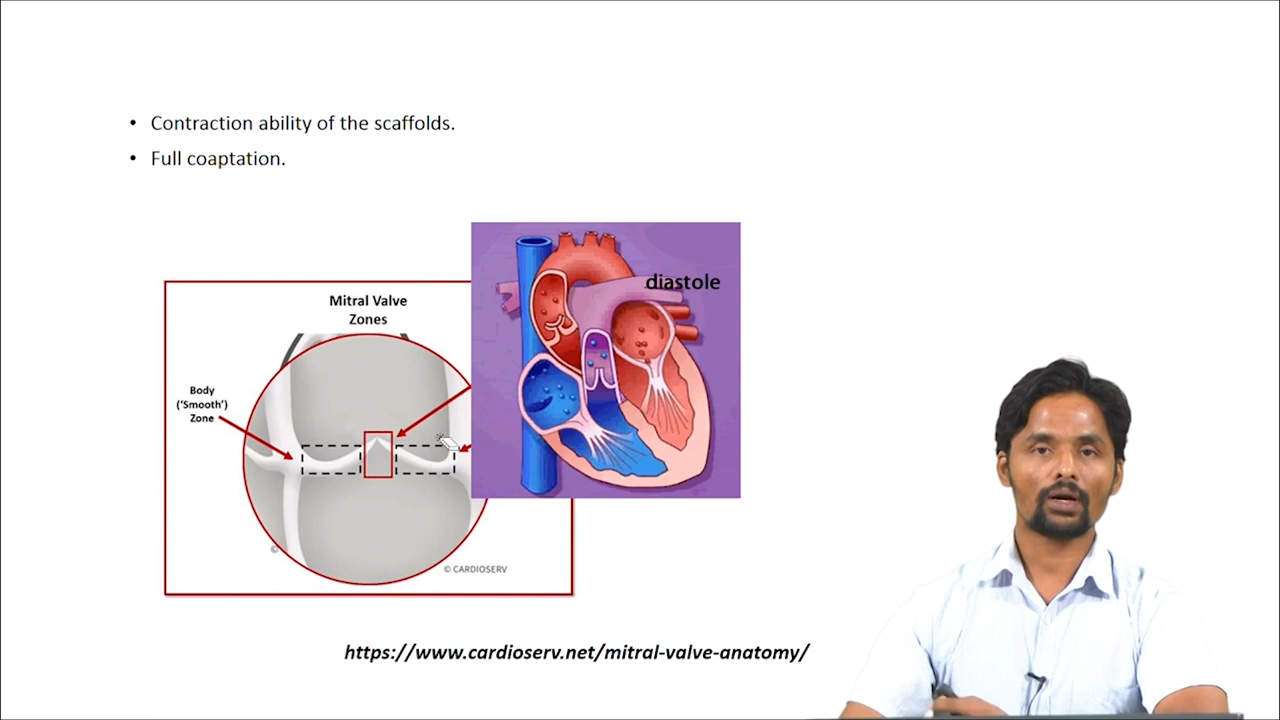 • Contraction ability of the scaffolds.
• Full coaptation.
diastole
Mitral Valve
Zones
Body
('Smooth')
Zone
© CARDIOSERV
https://www.cardioserv.net/mitral-valve-anatomy/